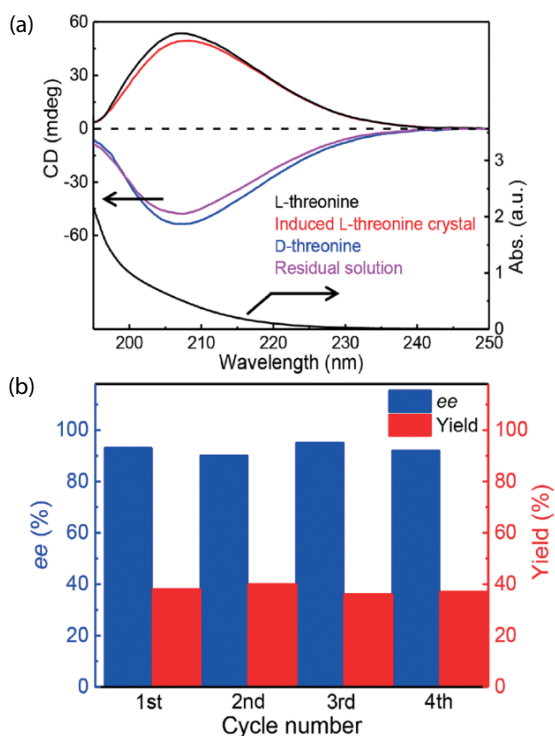 (a)
60
30
0
-30
-60
CD (mdeg)
3
2
1
0
Abs. (a.u.)
L-threonine
Induced L-threonine crystal
D-threonine
Residual solution
200 210 220 230 240 250
Wavelength (nm)
(b)
ee
Yield
100
80
60
40
20
0
ee (%)
100
80
60
40
20
0
Yield (%)
1st 2nd 3rd 4th
Cycle number